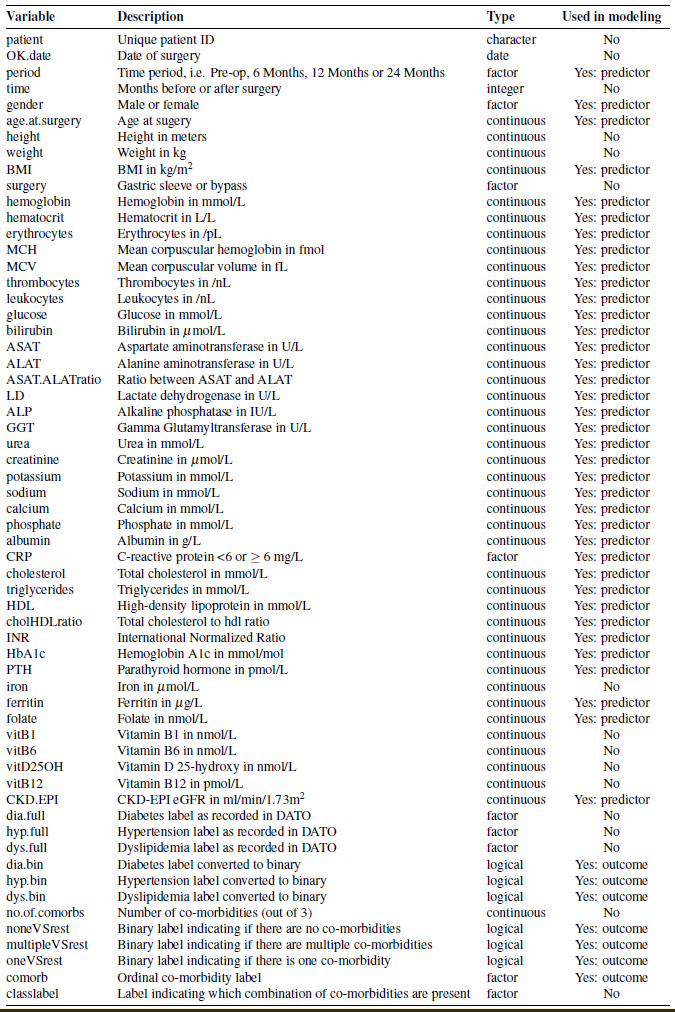 Variable Description Type Used in modeling
patient Unique patient ID character No
OK.date Date of surgery date No
period Time period, i.e. Pre-op, 6 Months, 12 Months or 24 Months factor Yes: predictor
time Months before or after surgery integer No
gender Male or female factor Yes: predictor
age.at.surgery Age at sugery continuous Yes: predictor
height Height in meters continuous No
weight Weight in kg continuous No
BMI BMI in kg/m² continuous Yes: predictor
surgery Gastric sleeve or bypass factor No
hemoglobin Hemoglobin in mmol/L continuous Yes: predictor
hematocrit Hematocrit in L/L continuous Yes: predictor
erythrocytes Erythrocytes in /pL continuous Yes: predictor
MCH Mean corpuscular hemoglobin in fmol continuous Yes: predictor
MCV Mean corpuscular volume in fL continuous Yes: predictor
thrombocytes Thrombocytes in /nL continuous Yes: predictor
leukocytes Leukocytes in /nL continuous Yes: predictor
glucose Glucose in mmol/L continuous Yes: predictor
bilirubin Bilirubin in μmol/L continuous Yes: predictor
ASAT Aspartate aminotransferase in U/L continuous Yes: predictor
ALAT Alanine aminotransferase in U/L continuous Yes: predictor
ASAT.ALATratio Ratio between ASAT and ALAT continuous Yes: predictor
LD Lactate dehydrogenase in U/L continuous Yes: predictor
ALP Alkaline phosphatase in IU/L continuous Yes: predictor
GGT Gamma Glutamyltransferase in U/L continuous Yes: predictor
urea Urea in mmol/L continuous Yes: predictor
creatinine Creatinine in μmol/L continuous Yes: predictor
potassium Potassium in mmol/L continuous Yes: predictor
sodium Sodium in mmol/L continuous Yes: predictor
calcium Calcium in mmol/L continuous Yes: predictor
phosphate Phosphate in mmol/L continuous Yes: predictor
albumin Albumin in g/L continuous Yes: predictor
CRP C-reactive protein <6 or ≥ 6 mg/L factor Yes: predictor
cholesterol Total cholesterol in mmol/L continuous Yes: predictor
triglycerides Triglycerides in mmol/L continuous Yes: predictor
HDL High-density lipoprotein in mmol/L continuous Yes: predictor
cholHDLratio Total cholesterol to hdl ratio continuous Yes: predictor
INR International Normalized Ratio continuous Yes: predictor
HbA1c Hemoglobin A1c in mmol/mol continuous Yes: predictor
PTH Parathyroid hormone in pmol/L continuous Yes: predictor
iron Iron in μmol/L continuous No
ferritin Ferritin in μg/L continuous Yes: predictor
folate Folate in nmol/L continuous Yes: predictor
vitB1 Vitamin B1 in nmol/L continuous No
vitB6 Vitamin B6 in nmol/L continuous No
vitD25OH Vitamin D 25-hydroxy in nmol/L continuous No
vitB12 Vitamin B12 in pmol/L continuous No
CKD.EPI CKD-EPI eGFR in ml/min/1.73m² continuous Yes: predictor
dia.full Diabetes label as recorded in DATO factor No
hyp.full Hypertension label as recorded in DATO factor No
dys.full Dyslipidemia label as recorded in DATO factor No
dia.bin Diabetes label converted to binary logical Yes: outcome
hyp.bin Hypertension label converted to binary logical Yes: outcome
dys.bin Dyslipidemia label converted to binary logical Yes: outcome
no.of.comorbs Number of co-morbidities (out of 3) continuous No
noneVSrest Binary label indicating if there are no co-morbidities logical Yes: outcome
multipleVSrest Binary label indicating if there are multiple co-morbidities logical Yes: outcome
oneVSrest Binary label indicating if there is one co-morbidity logical Yes: outcome
comorb Ordinal co-morbidity label factor Yes: outcome
classlabel Label indicating which combination of co-morbidities are present factor No